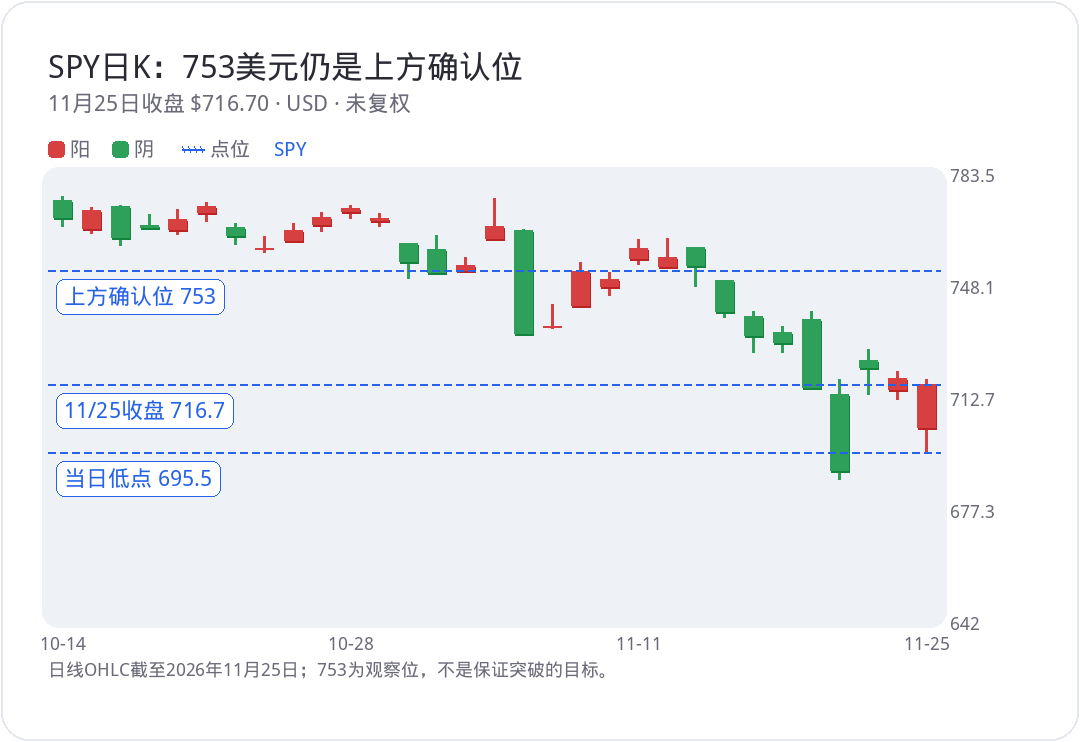 SPY日K：753美元仍是上方确认位
11月25日收盘 $716.70 · USD · 未复权
阳 阴 点位 SPY
783.5
748.1
712.7
677.3
642
上方确认位 753
11/25收盘 716.7
当日低点 695.5
10-14 10-28 11-11 11-25
日线OHLC截至2026年11月25日；753为观察位，不是保证突破的目标。